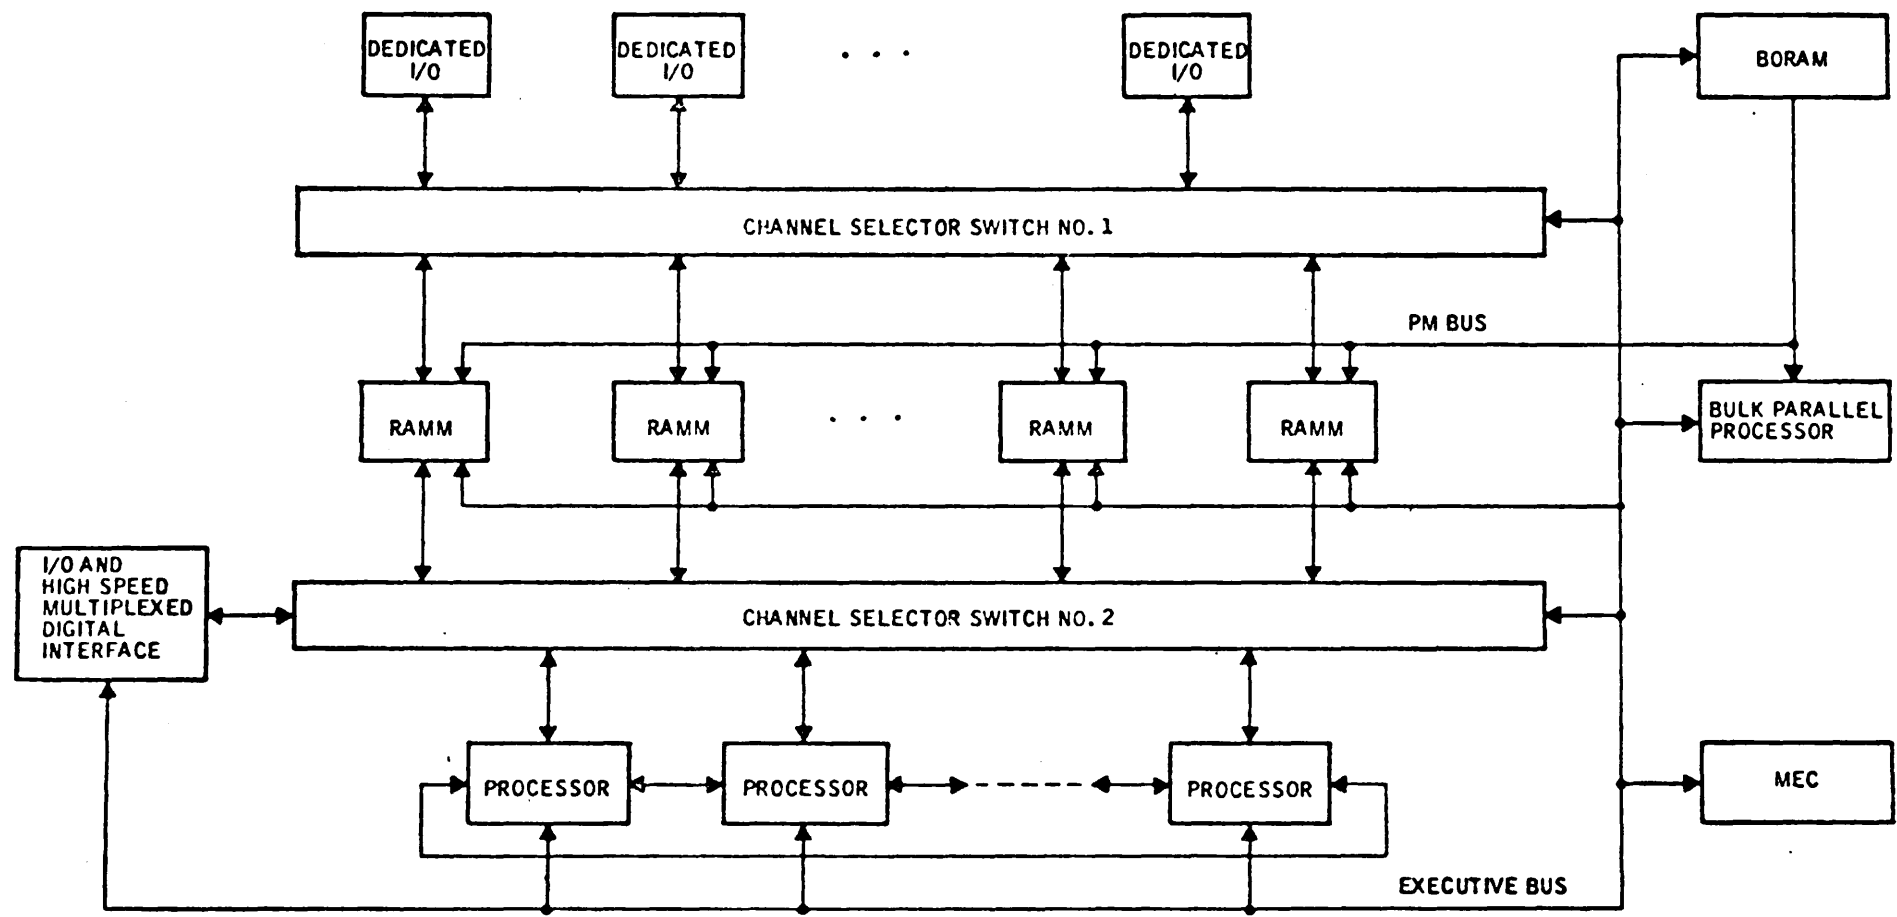 DEDICATED
I/O
DEDICATED
I/O
DEDICATED
I/O
BORAM
CHANNEL SELECTOR SWITCH NO. 1
PM BUS
RAMM
RAMM
RAMM
RAMM
BULK PARALLEL
PROCESSOR
I/O AND
HIGH SPEED
MULTIPLEXED
DIGITAL
INTERFACE
CHANNEL SELECTOR SWITCH NO. 2
PROCESSOR
PROCESSOR
PROCESSOR
MEC
EXECUTIVE BUS